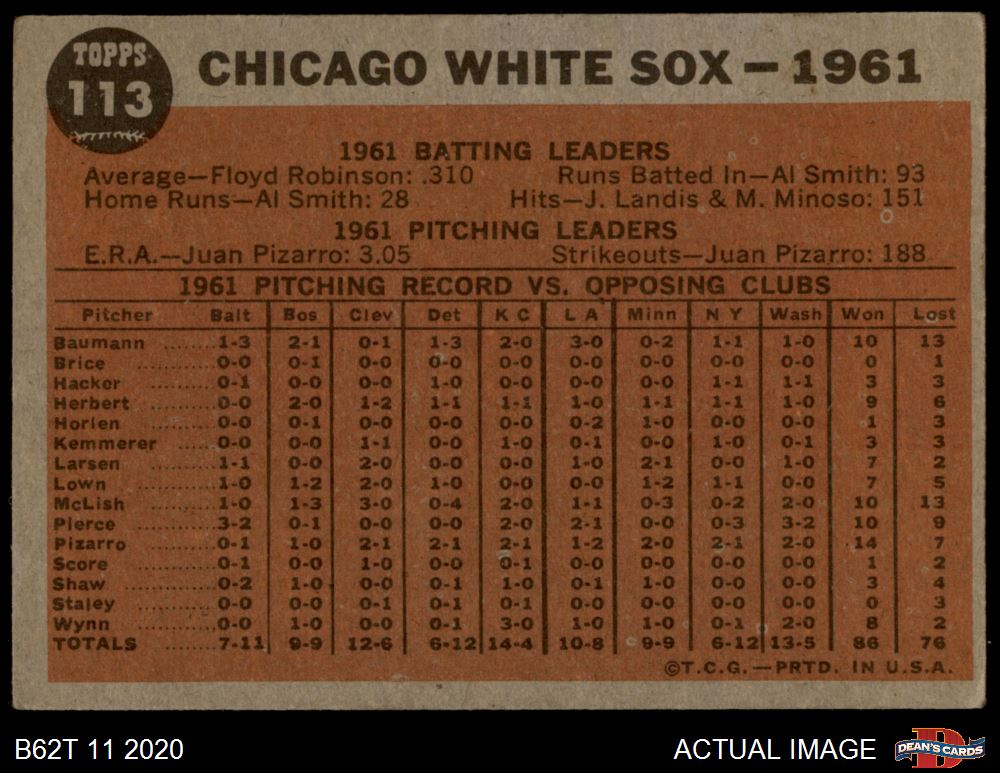 TOPPS
113
CHICAGO WHITE SOX — 1961
1961 BATTING LEADERS
Average—Floyd Robinson: .310 Runs Batted In—Al Smith: 93
Home Runs—Al Smith: 28 Hits—J. Landis & M. Minoso: 151
1961 PITCHING LEADERS
E.R.A.—Juan Pizarro: 3.05 Strikeouts—Juan Pizarro: 188
1961 PITCHING RECORD VS. OPPOSING CLUBS
Pitcher Balt Bos Clev Det K C L A Minn N Y Wash Won Lost
Baumann ........1-3 2-1 0-1 1-3 2-0 3-0 0-2 1-1 1-0 10 13
Brice ............0-0 0-1 0-0 0-0 0-0 0-0 0-0 0-0 0-0 0 1
Hacker ..........0-1 0-0 0-0 1-0 0-0 0-0 0-0 1-1 1-1 3 3
Herbert ..........0-0 2-0 1-2 1-1 1-1 1-0 1-1 1-1 1-0 9 6
Horlen ..........0-0 0-1 0-0 0-0 0-0 0-2 1-0 0-0 0-0 1 3
Kemmerer ......0-0 0-0 1-1 0-0 1-0 0-1 0-0 1-0 0-1 3 3
Larsen ..........1-1 0-0 2-0 0-0 0-0 1-0 2-1 0-0 1-0 7 2
Lown ............1-0 1-2 2-0 1-0 0-0 0-0 1-2 1-1 0-0 7 5
McLish ..........1-0 1-3 3-0 0-4 2-0 1-1 0-3 0-2 2-0 10 13
Pierce ............3-2 0-1 0-0 0-0 2-0 2-1 0-0 0-3 3-2 10 9
Pizarro ..........0-1 1-0 2-1 2-1 2-1 1-2 2-0 2-1 2-0 14 7
Score ............0-1 0-0 1-0 0-0 0-1 0-0 0-0 0-0 0-0 1 2
Shaw ............0-2 1-0 0-0 0-1 1-0 0-1 1-0 0-0 0-0 3 4
Staley ............0-0 0-0 0-1 0-1 0-1 0-0 0-0 0-0 0-0 0 3
Wynn ............0-0 1-0 0-0 0-1 3-0 1-0 1-0 0-1 2-0 8 2
TOTALS ..........7-11 9-9 12-6 6-12 14-4 10-8 9-9 6-12 13-5 86 76
©T.C.G.—PRTD. IN U.S.A.
B62T 11 2020 ACTUAL IMAGE
D
DEAN'S CARDS